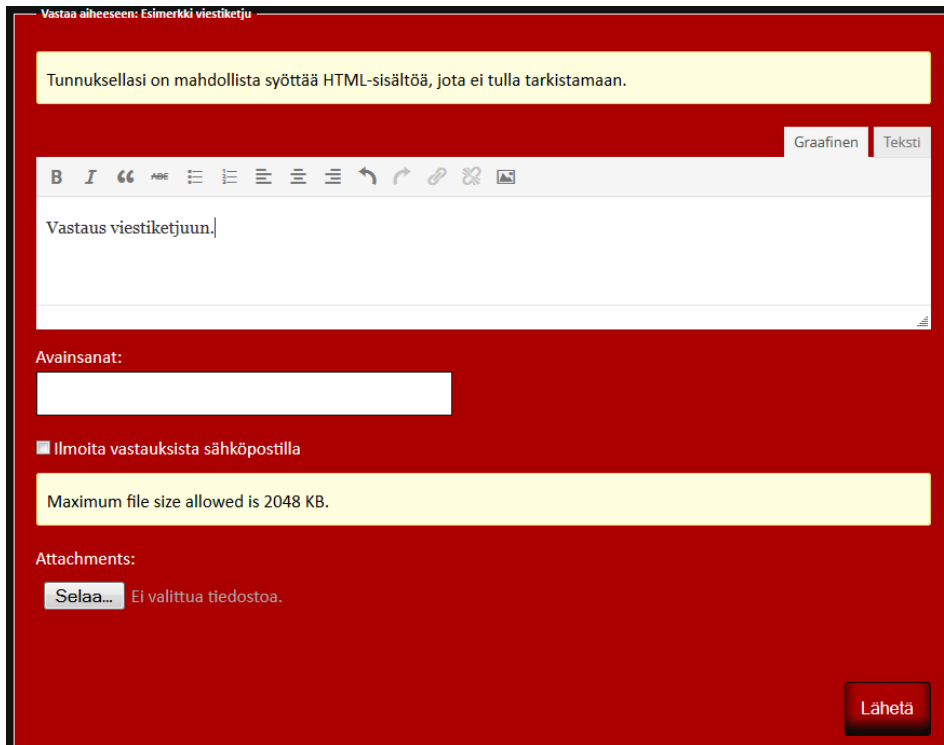 Vastaa aiheeseen: Esimerkki viestiketju
Tunnuksellasi on mahdollista syöttää HTML-sisältöä, jota ei tulla tarkistamaan.
Graafinen Teksti
B I ABE
Vastaus viestiketjuun.
Avainsanat:
Ilmoita vastauksista sähköpostilla
Maximum file size allowed is 2048 KB.
Attachments:
Selaa... Ei valittua tiedostoa.
Lähetä